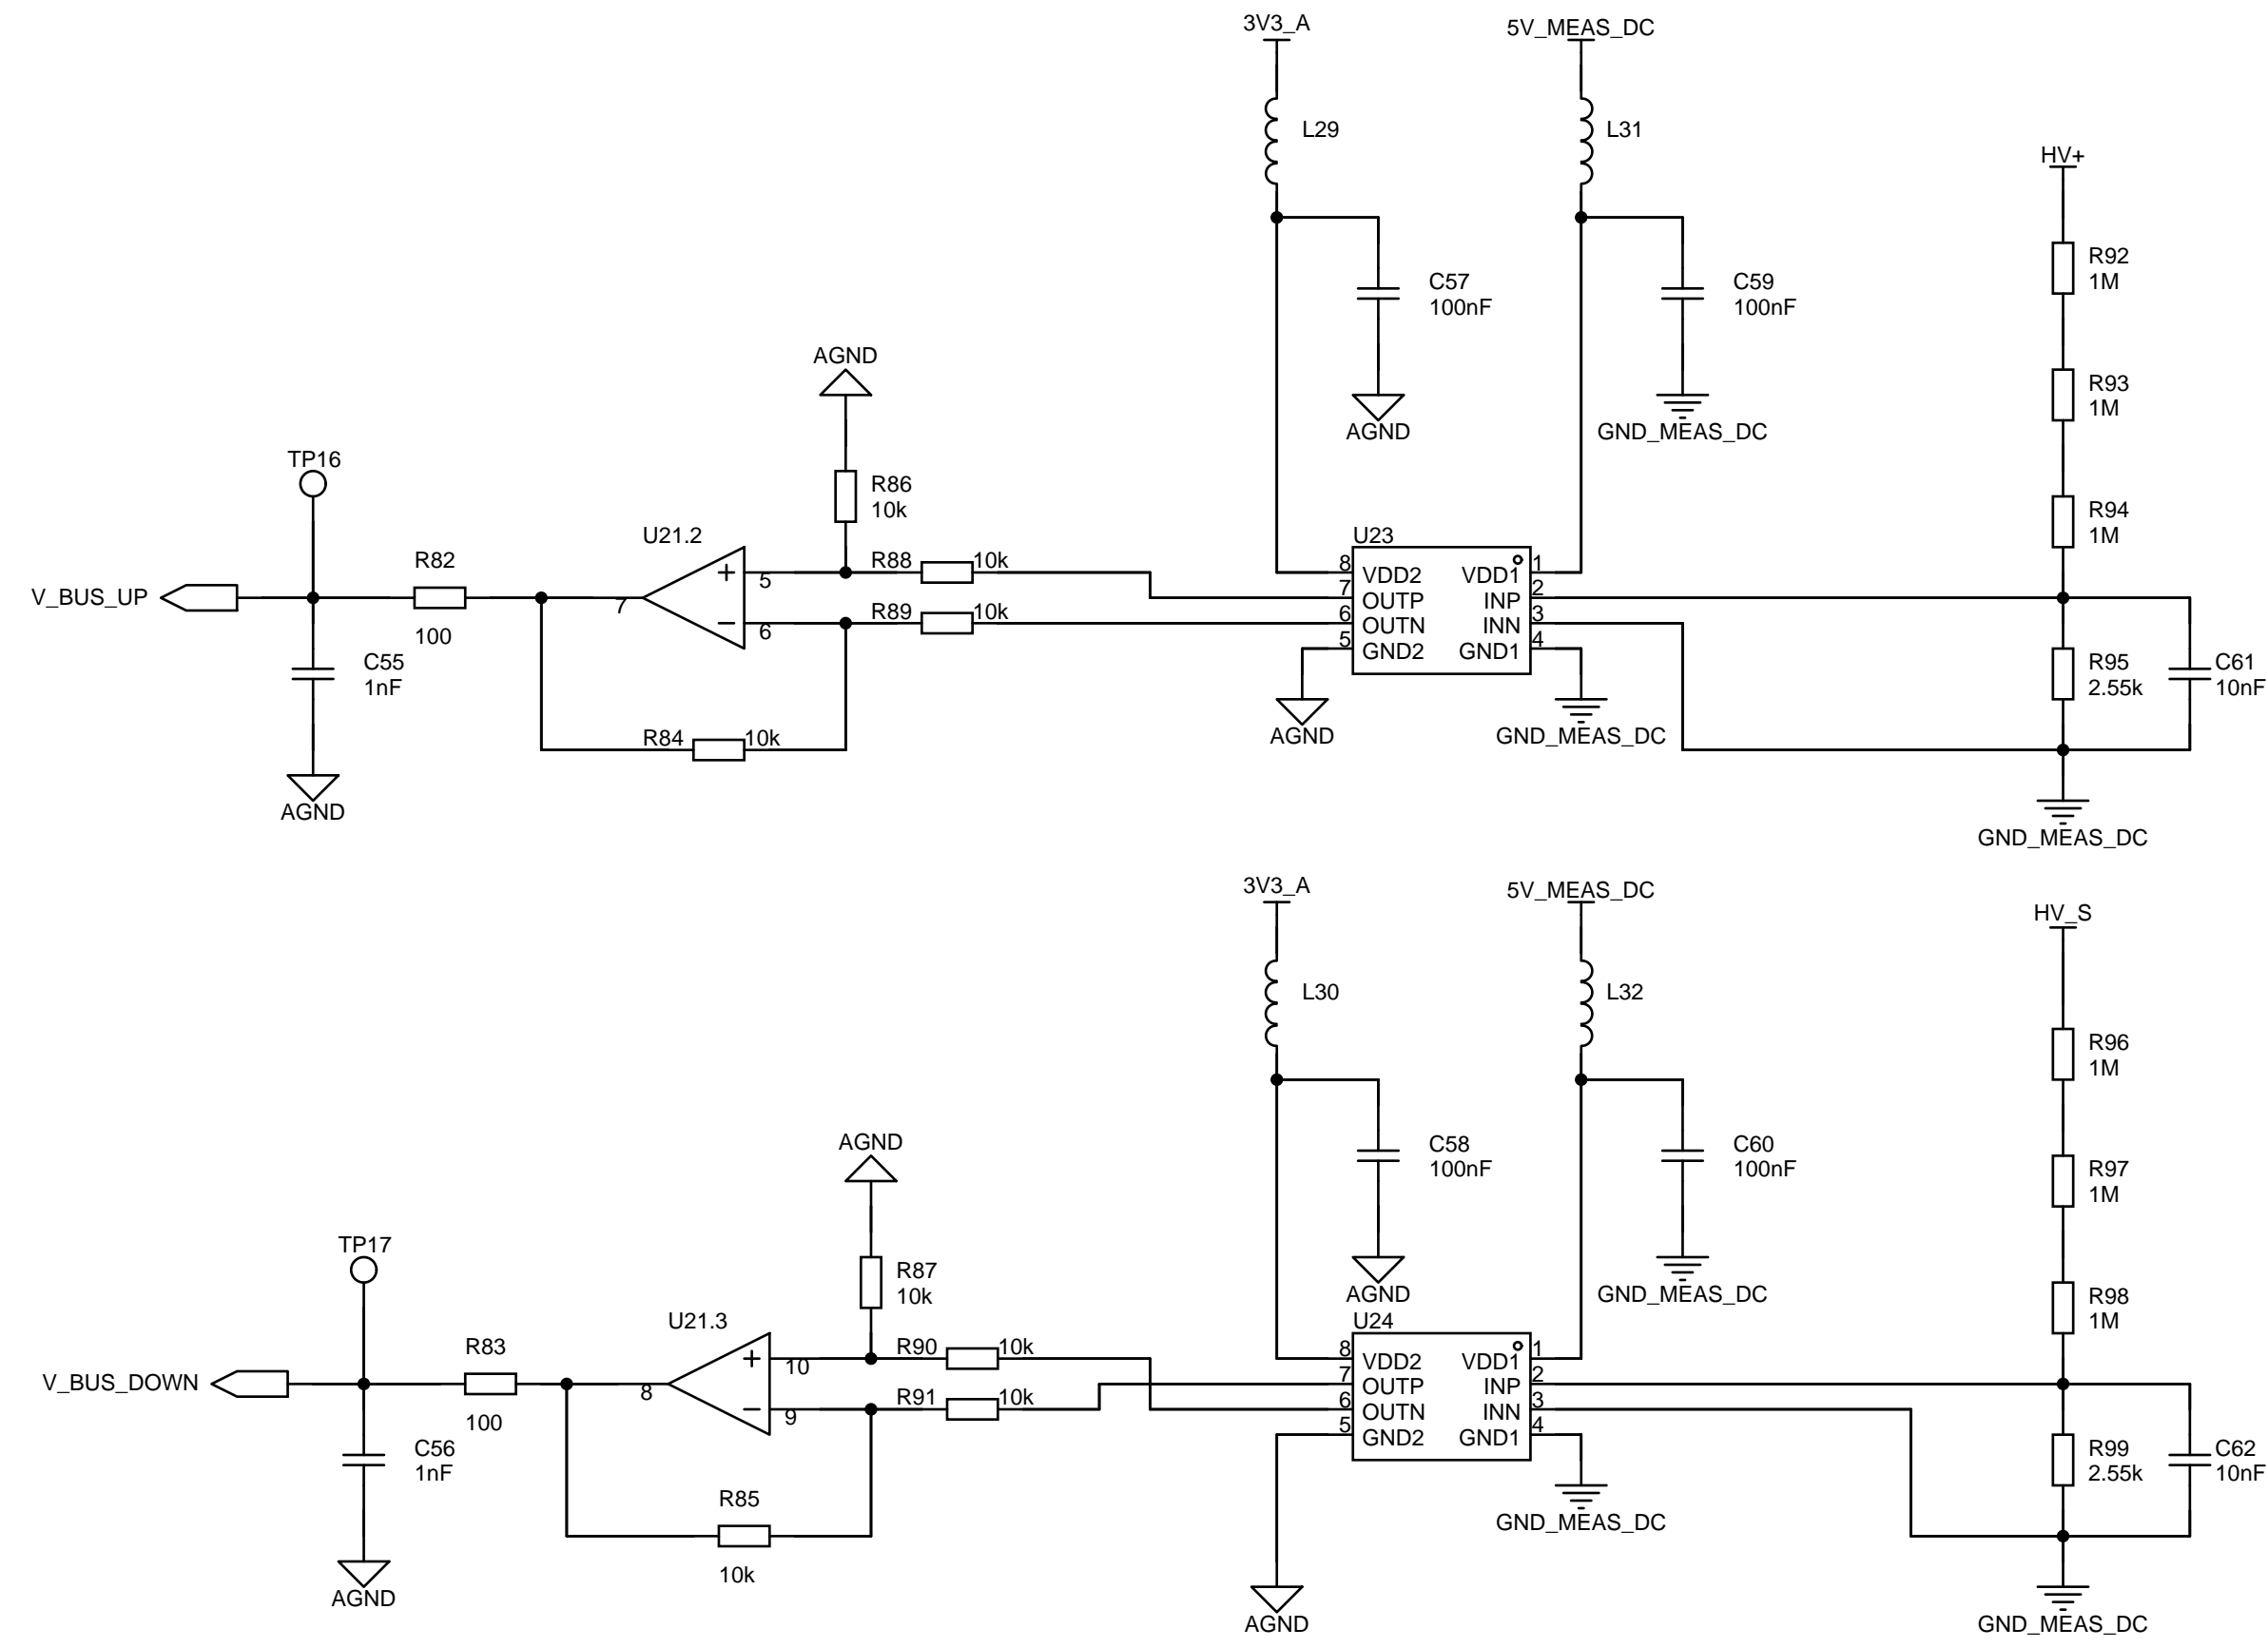 3V3_A
5V_MEAS_DC
L29
L31
HV+
R92
1M
C57
100nF
C59
100nF
AGND
R93
1M
AGND
GND_MEAS_DC
TP16
R86
10k
R94
1M
U21.2
U23
R82
R88
10k
+
5
8
VDD2
VDD1
1
V_BUS_UP
7
7
OUTP
INP
2
R89
10k
−
6
6
OUTN
INN
3
100
5
GND2
GND1
4
C55
1nF
R95
2.55k
C61
10nF
R84
10k
AGND
GND_MEAS_DC
AGND
GND_MEAS_DC
3V3_A
5V_MEAS_DC
HV_S
L30
L32
R96
1M
AGND
C58
100nF
C60
100nF
R97
1M
TP17
R87
10k
AGND
GND_MEAS_DC
R98
1M
U21.3
U24
R83
R90
10k
+
10
8
VDD2
VDD1
1
V_BUS_DOWN
8
7
OUTP
INP
2
R91
10k
−
9
6
OUTN
INN
3
100
5
GND2
GND1
4
C56
1nF
R99
2.55k
C62
10nF
R85
10k
GND_MEAS_DC
AGND
AGND
GND_MEAS_DC